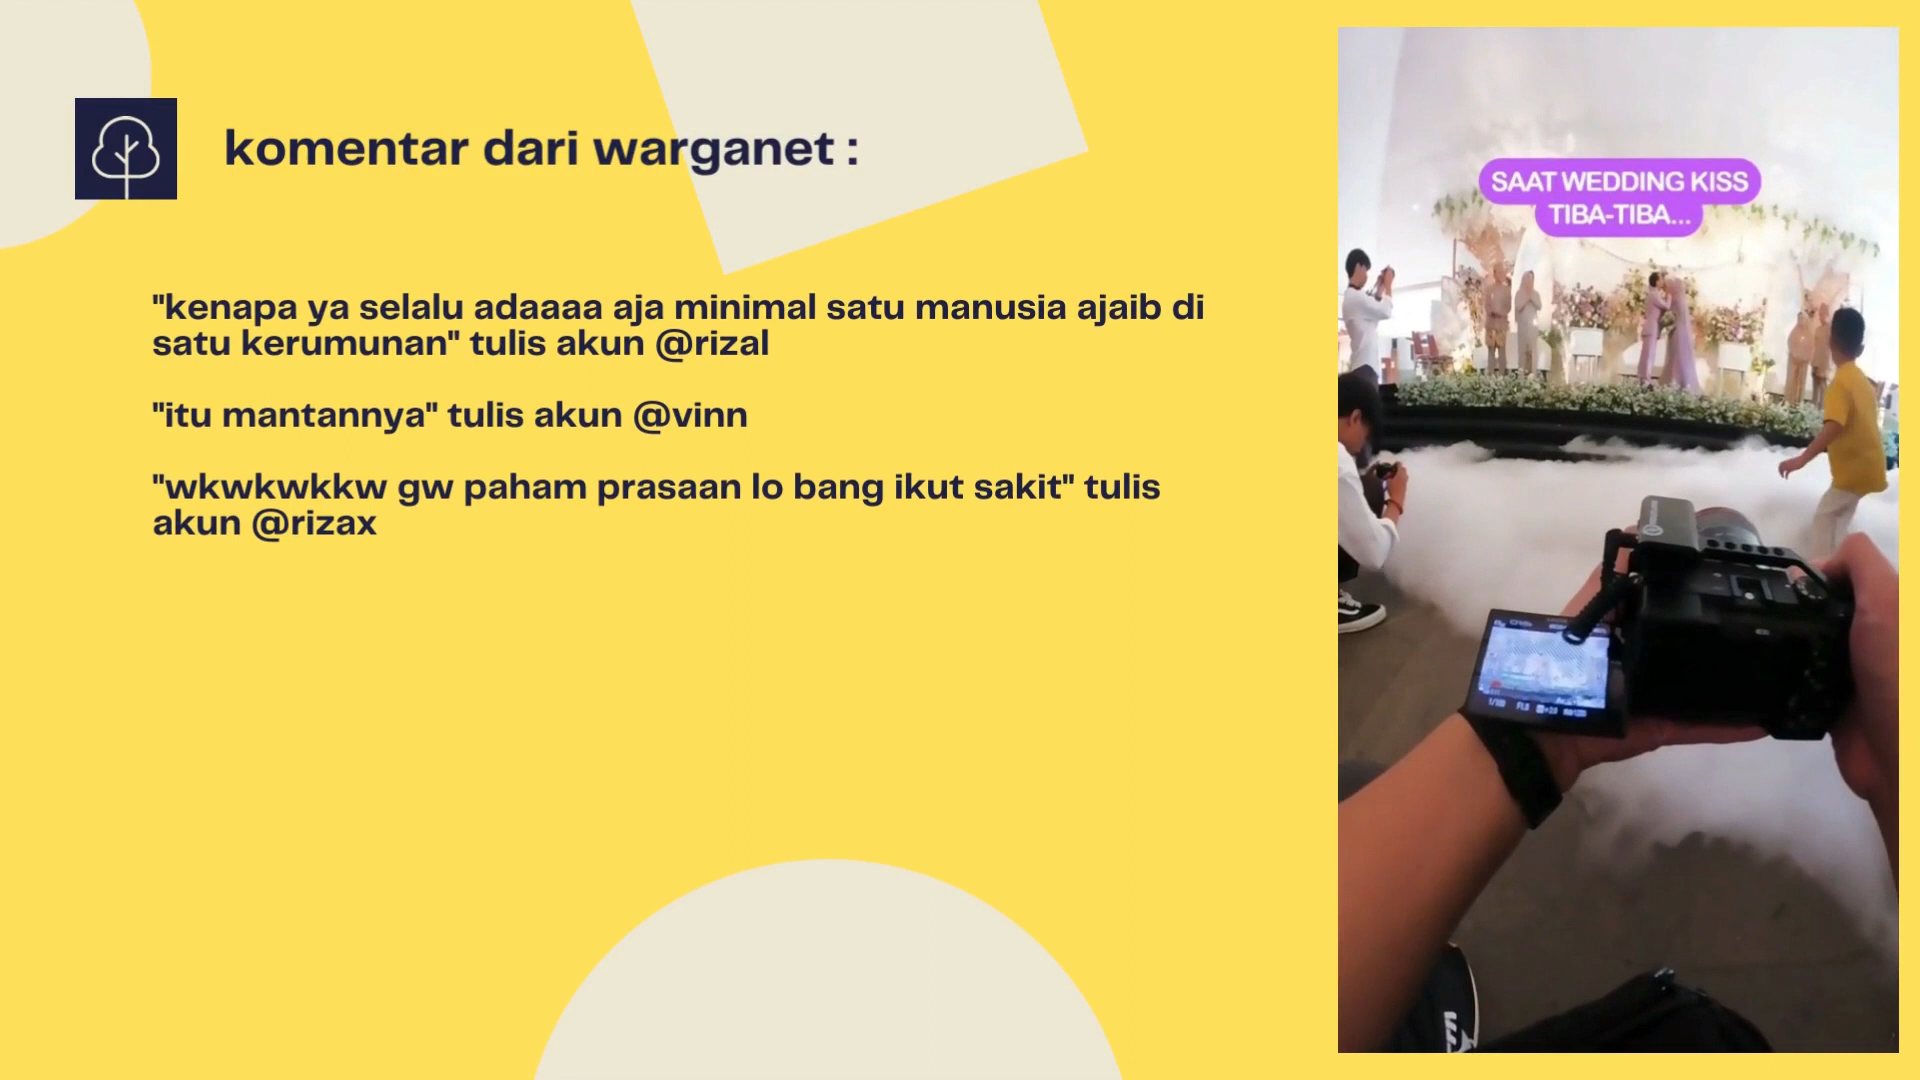 komentar dari warganet :
"kenapa ya selalu adaaaa aja minimal satu manusia ajaib di
satu kerumunan" tulis akun @rizal
"itu mantannya" tulis akun @vinn
"wkwkwkkw gw paham prasaan lo bang ikut sakit" tulis
akun @rizax
SAAT WEDDING KISS
TIBA-TIBA...